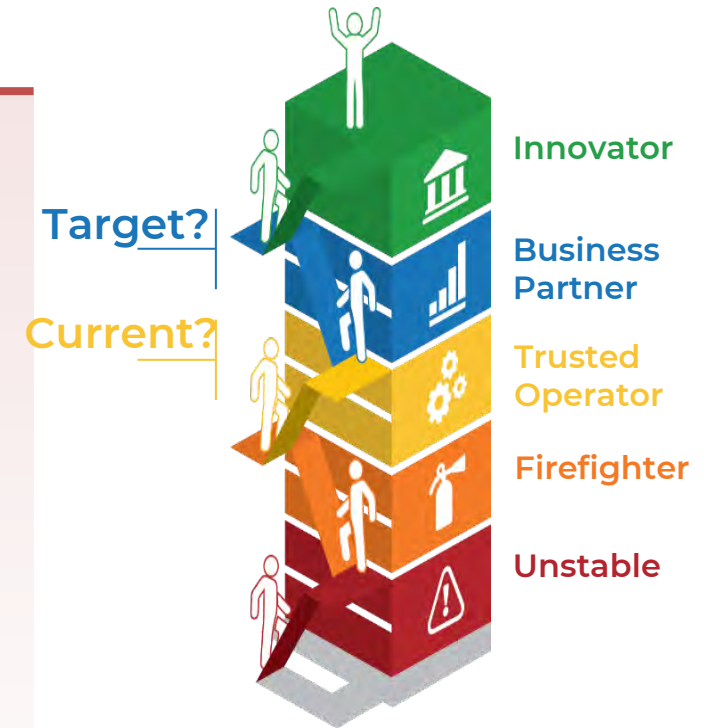 Innovator
Target?
Business
Partner
Current?
Trusted
Operator
Firefighter
Unstable